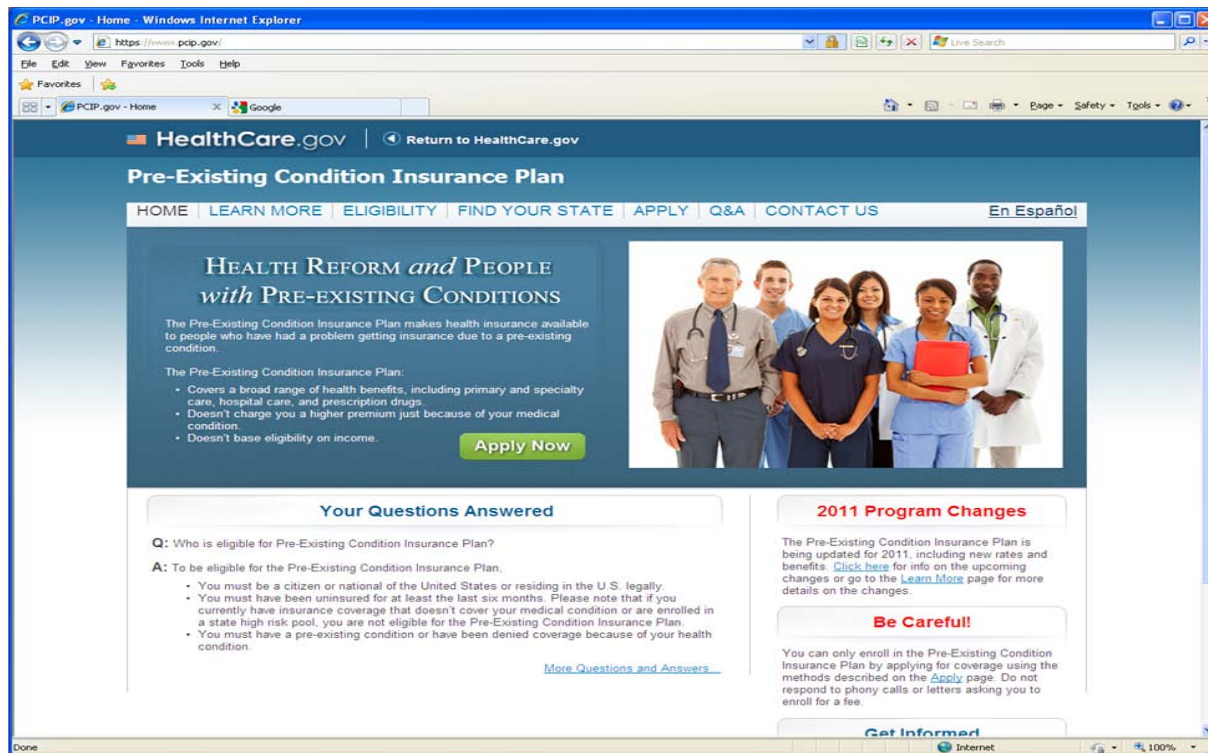 PCIP.gov - Home - Windows Internet Explorer
https://www.pcip.gov/
Live Search
File Edit View Favorites Tools Help
Favorites
PCIP.gov - Home
Google
Page Safety Tools
HealthCare.gov
Return to HealthCare.gov
Pre-Existing Condition Insurance Plan
HOME LEARN MORE ELIGIBILITY FIND YOUR STATE APPLY Q&A CONTACT US
En Español
HEALTH REFORM and PEOPLE
with PRE-EXISTING CONDITIONS
The Pre-Existing Condition Insurance Plan makes health insurance available
to people who have had a problem getting insurance due to a pre-existing
condition.
The Pre-Existing Condition Insurance Plan:
• Covers a broad range of health benefits, including primary and specialty
care, hospital care, and prescription drugs.
• Doesn't charge you a higher premium just because of your medical
condition.
• Doesn't base eligibility on income.
Apply Now
Your Questions Answered
Q: Who is eligible for Pre-Existing Condition Insurance Plan?
A: To be eligible for the Pre-Existing Condition Insurance Plan,
• You must be a citizen or national of the United States or residing in the U.S. legally.
• You must have been uninsured for at least the last six months. Please note that if you
currently have insurance coverage that doesn't cover your medical condition or are enrolled in
a state high risk pool, you are not eligible for the Pre-Existing Condition Insurance Plan.
• You must have a pre-existing condition or have been denied coverage because of your health
condition.
More Questions and Answers...
2011 Program Changes
The Pre-Existing Condition Insurance Plan is
being updated for 2011, including new rates and
benefits. Click here for info on the upcoming
changes or go to the Learn More page for more
details on the changes.
Be Careful!
You can only enroll in the Pre-Existing Condition
Insurance Plan by applying for coverage using the
methods described on the Apply page. Do not
respond to phony calls or letters asking you to
enroll for a fee.
Get Informed
Done
Internet
100%